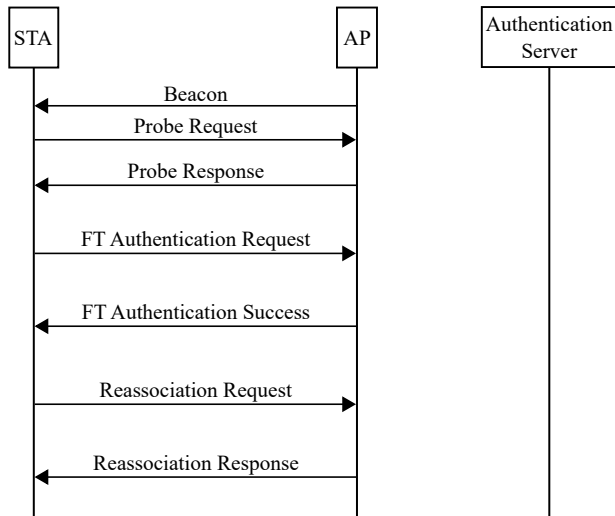 STA
AP
Authentication
Server
Beacon
Probe Request
Probe Response
FT Authentication Request
FT Authentication Success
Reassociation Request
Reassociation Response